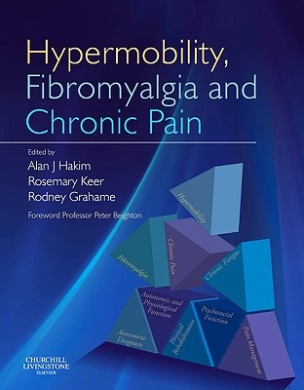 Hypermobility,
Fibromyalgia and
Chronic Pain
Edited by
Alan J Hakim
Rosemary Keer
Rodney Grahame
Foreword Professor Peter Beighton
Hypermobility
Chronic Pain
Fibromyalgia
Chronic Fatigue
Autonomic and
Physiological Function
Psychosocial
Function
Assessment
Diagnosis
Rehabilitation
Pain Management
CHURCHILL
LIVINGSTONE
ELSEVIER